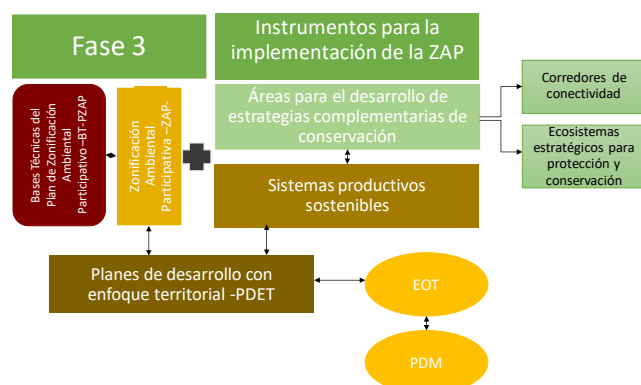 Fase 3
Instrumentos para la
implementación de la ZAP
Bases Técnicas del
Plan de Zonificación
Ambiental
Participativo –BT-PZAP
Zonificación
Ambiental
Participativa –ZAP-
Áreas para el desarrollo de
estrategias complementarias de
conservación
Sistemas productivos
sostenibles
Corredores de
conectividad
Ecosistemas
estratégicos para
protección y
conservación
Planes de desarrollo con
enfoque territorial -PDET
EOT
PDM